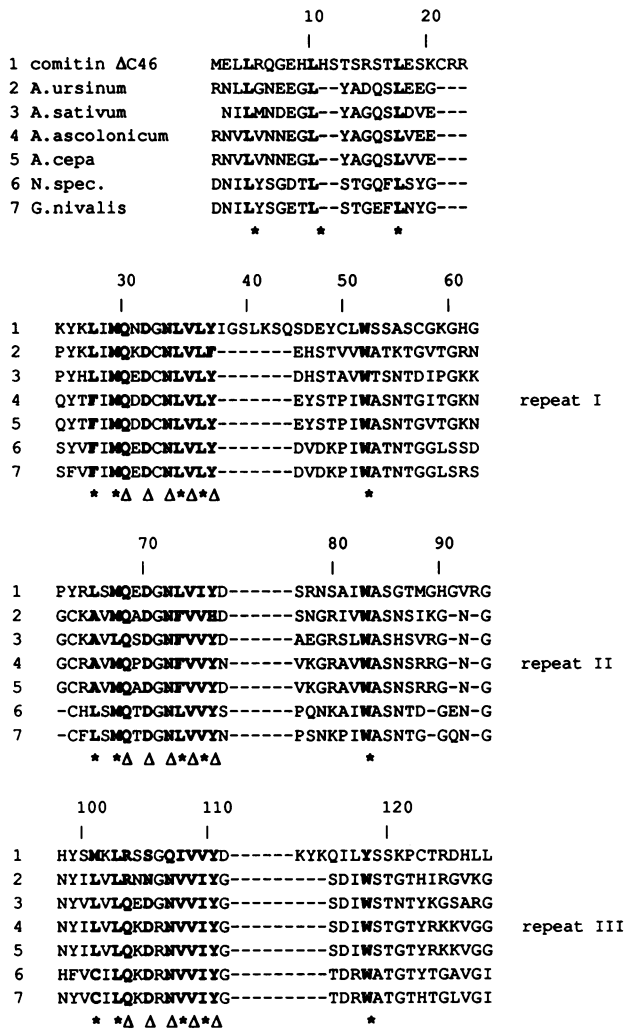 10 20
1 comitin ΔC46 MELLLRQGEHLHSTSRSTLESKCRR
2 A.ursinum RNLLGNEEGL--YADQSLEEG---
3 A.sativum NILMNDEGL--YAGQSLDVE---
4 A.ascolonicum RNVLVNNEGL--YAGQSLVEE---
5 A.cepa RNVLVNNEGL--YAGQSLVVE---
6 N.spec. DNILYSGDTL--STGQFLSYG---
7 G.nivalis DNILYSGETL--STGEFLNYG---
* * *
30 40 50 60
1 KYKLIMQNDGNLVLYIGSLKSQSDEYCLWSSASCGKGHG
2 PYKLIMQKDCNLVLF-------EHSTVVWATKTGVTGRN
3 PYHLIMQEDCNLVLY-------DHSTAVWTSNTDIPGKK
4 QYTFIMQDDCNLVLY-------EYSTPIWASNTGITGKN repeat I
5 QYTFIMQDDCNLVLY-------EYSTPIWASNTGVTGKN
6 SYVFIMQEDCNLVLY-------DVDKPIWATNTGGLSSD
7 SFVFIMQEDCNLVLY-------DVDKPIWATNTGGLSRS
* *Δ Δ Δ*Δ*Δ *
70 80 90
1 PYRLSMQEDGNLVIYD-------SRNSAIWASGTMGHGVRG
2 GCKAVMQADGNFVVHD-------SNGRIVWASNSIKG-N-G
3 GCKAVLQSDGNFVVYD-------AEGRSLWASHSVRG-N-G
4 GCRAVMQPDGNFVVYN-------VKGRAVWASNSRRG-N-G repeat II
5 GCRAVMQADGNFVVYN-------VKGRAVWASNSRRG-N-G
6 -CHLSMQTDGNLVVYS-------PQNKAIWASNTD-GEN-G
7 -CFLSMQTDGNLVVYN-------PSNKPIWASNTG-GQN-G
* *Δ Δ Δ*Δ*Δ *
100 110 120
1 HYSMKLRSSGQIVVYD-------KYKQILYSSKPCTRDHLL
2 NYILVLRNNGNVVIYG-------SDIWSTGTHIRGVKG
3 NYVLVLQEDGNVVIYG-------SDIWSTNTYKGSARG
4 NYILVLQKDRNVVIYG-------SDIWSTGTYRKKVGG repeat III
5 NYILVLQKDRNVVIYG-------SDIWSTGTYRKKVGG
6 HFVCILQKDRNVVIYG-------TDRWATGTYTGAVGI
7 NYVCILQKDRNVVIYG-------TDRWATGTHTGLVGI
* *Δ Δ Δ*Δ*Δ *